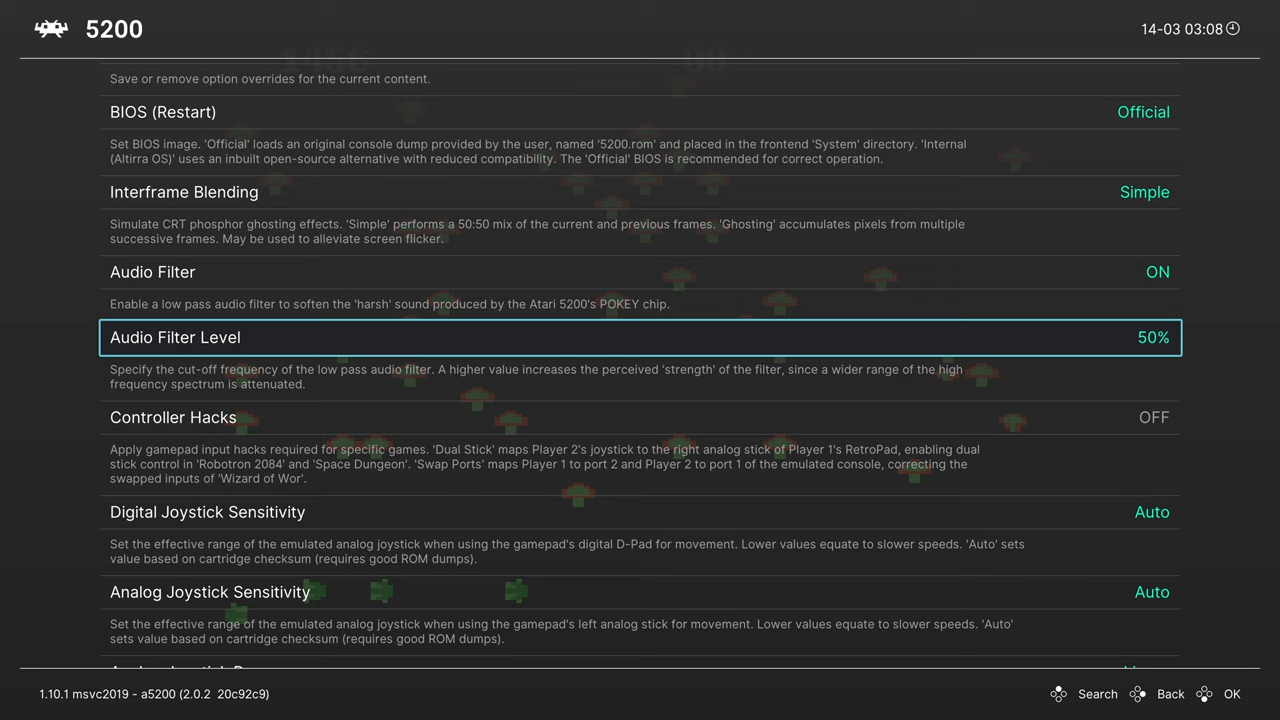 5200
14-03 03:08
1456
00
Save or remove option overrides for the current content.
BIOS (Restart) Official
Set BIOS image. 'Official' loads an original console dump provided by the user, named '5200.rom' and placed in the frontend 'System' directory. 'Internal
(Altirra OS)' uses an inbuilt open-source alternative with reduced compatibility. The 'Official' BIOS is recommended for correct operation.
Interframe Blending Simple
Simulate CRT phosphor ghosting effects. 'Simple' performs a 50:50 mix of the current and previous frames. 'Ghosting' accumulates pixels from multiple
successive frames. May be used to alleviate screen flicker.
Audio Filter ON
Enable a low pass audio filter to soften the 'harsh' sound produced by the Atari 5200's POKEY chip.
Audio Filter Level 50%
Specify the cut-off frequency of the low pass audio filter. A higher value increases the perceived 'strength' of the filter, since a wider range of the high
frequency spectrum is attenuated.
Controller Hacks OFF
Apply gamepad input hacks required for specific games. 'Dual Stick' maps Player 2's joystick to the right analog stick of Player 1's RetroPad, enabling dual
stick control in 'Robotron 2084' and 'Space Dungeon'. 'Swap Ports' maps Player 1 to port 2 and Player 2 to port 1 of the emulated console, correcting the
swapped inputs of 'Wizard of Wor'.
Digital Joystick Sensitivity Auto
Set the effective range of the emulated analog joystick when using the gamepad's digital D-Pad for movement. Lower values equate to slower speeds. 'Auto' sets
value based on cartridge checksum (requires good ROM dumps).
Analog Joystick Sensitivity Auto
Set the effective range of the emulated analog joystick when using the gamepad's left analog stick for movement. Lower values equate to slower speeds. 'Auto'
sets value based on cartridge checksum (requires good ROM dumps).
1.10.1 msvc2019 - a5200 (2.0.2 20c92c9)
Search Back OK